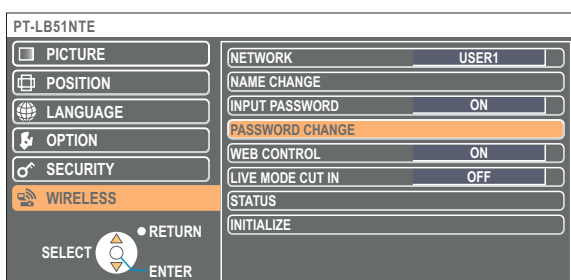 PT-LB51NTE
PICTURE
POSITION
LANGUAGE
OPTION
SECURITY
WIRELESS
RETURN
SELECT
ENTER
NETWORK USER1
NAME CHANGE
INPUT PASSWORD ON
PASSWORD CHANGE
WEB CONTROL ON
LIVE MODE CUT IN OFF
STATUS
INITIALIZE